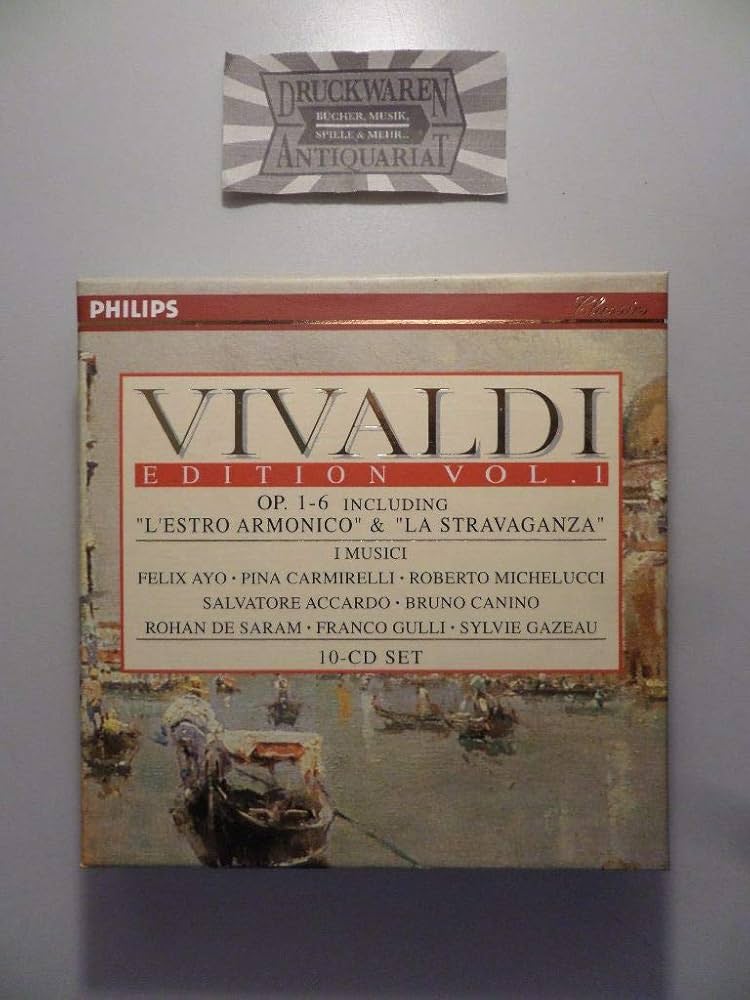 DRUCKWAREN
BÜCHER, MUSIK,
SPIELE & MEHR..
ANTIQUARIAT
PHILIPS
Classics
VIVALDI
EDITION VOL.1
OP. 1-6 INCLUDING
"L'ESTRO ARMONICO" & "LA STRAVAGANZA"
I MUSICI
FELIX AYO · PINA CARMIRELLI · ROBERTO MICHELUCCI
SALVATORE ACCARDO · BRUNO CANINO
ROHAN DE SARAM · FRANCO GULLI · SYLVIE GAZEAU
10-CD SET